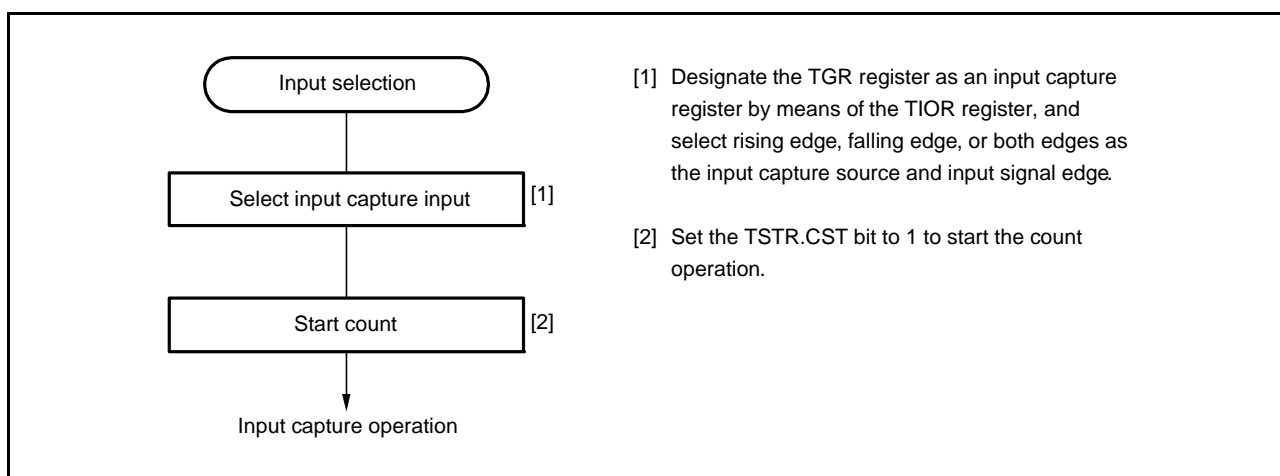 Input selection
Select input capture input
[1]
Start count
[2]
Input capture operation
[1] Designate the TGR register as an input capture
register by means of the TIOR register, and
select rising edge, falling edge, or both edges as
the input capture source and input signal edge.
[2] Set the TSTR.CST bit to 1 to start the count
operation.